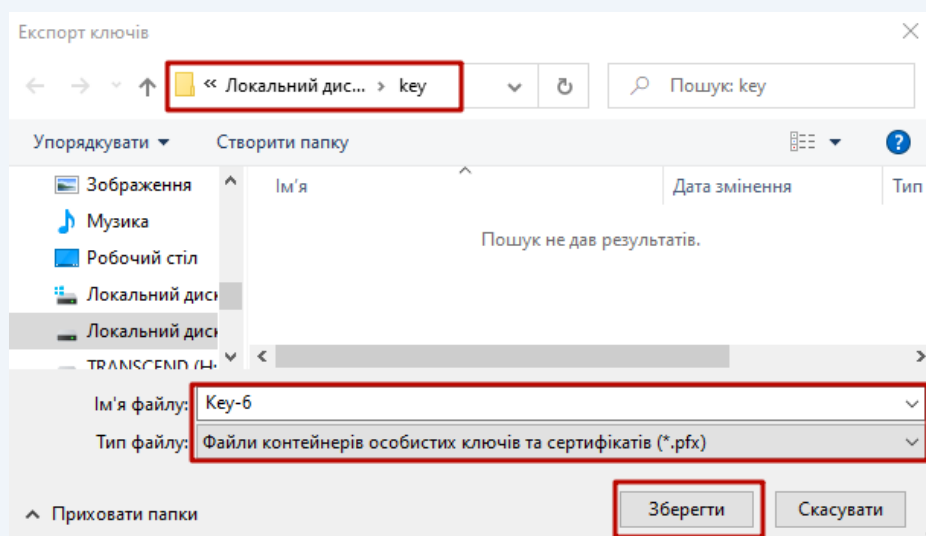 Експорт ключів
« Локальний дис... › key
Пошук: key
Упорядкувати
Створити папку
Ім'я
Дата змінення
Тип
Зображення
Музика
Робочий стіл
Локальний диск
Локальний диск
TRANSCEND (H:
Пошук не дав результатів.
Ім'я файлу: Key-6
Тип файлу: Файли контейнерів особистих ключів та сертифікатів (*.pfx)
Приховати папки
Зберегти
Скасувати